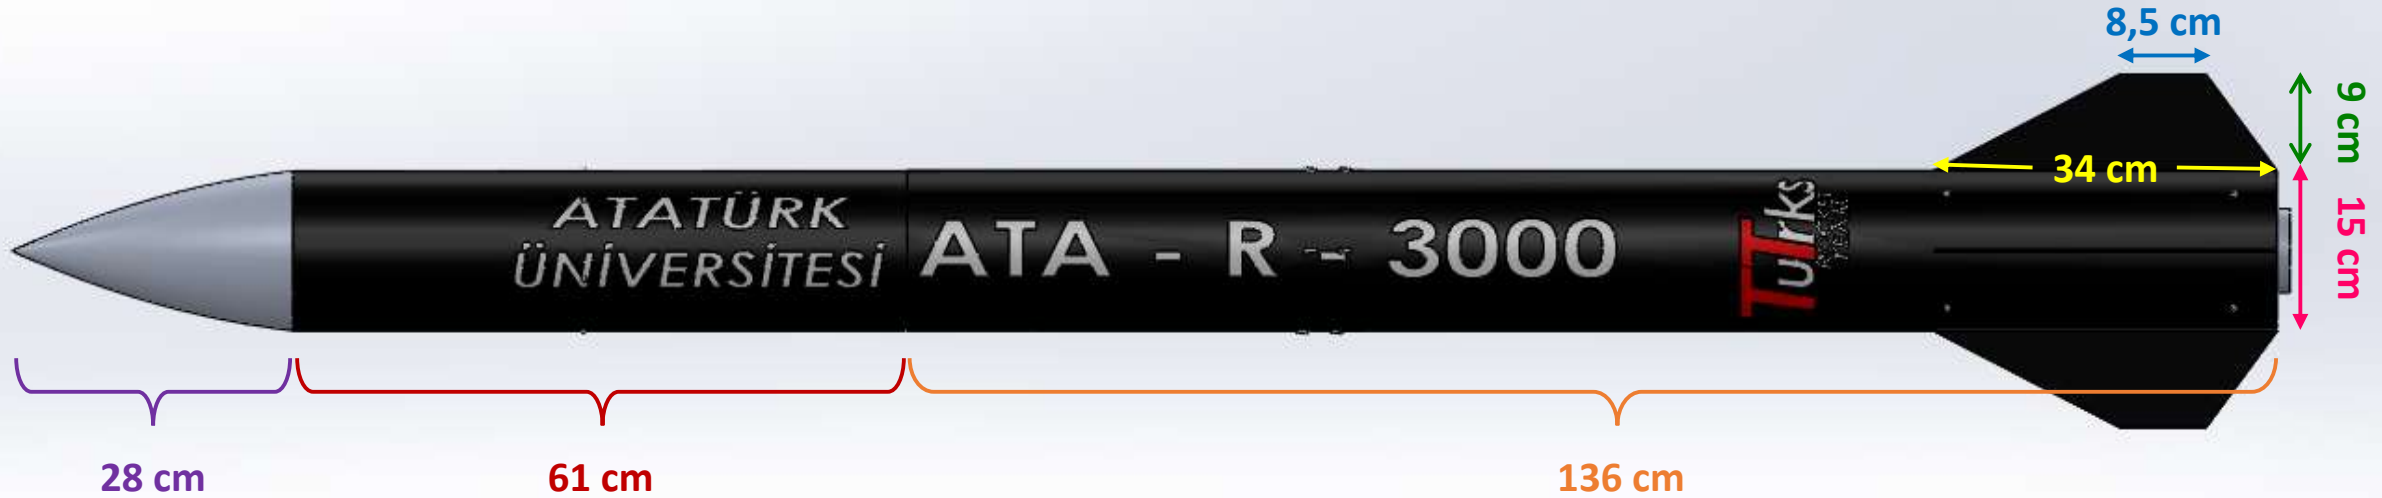 8,5 cm
9 cm
34 cm
15 cm
ATATÜRK
ÜNİVERSİTESİ
ATA - R - 3000
TTurks
28 cm
61 cm
136 cm